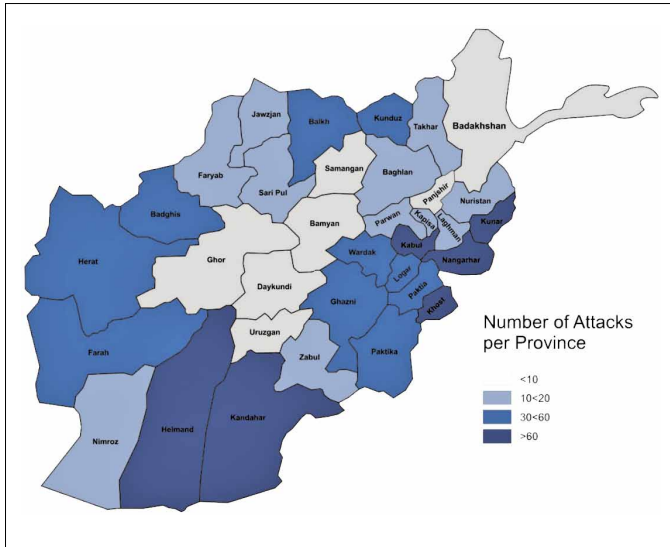 Jawzjan
Balkh
Kunduz
Takhar
Badakhshan
Faryab
Sari Pul
Samangan
Baghlan
Panjshir
Nuristan
Badghis
Bamyan
Parwan
Kapisa
Laghman
Kunar
Herat
Ghor
Wardak
Kabul
Nangarhar
Daykundi
Logar
Paktia
Khost
Ghazni
Uruzgan
Farah
Zabul
Paktika
Nimroz
Helmand
Kandahar
Number of Attacks
per Province
<10
10<20
30<60
>60